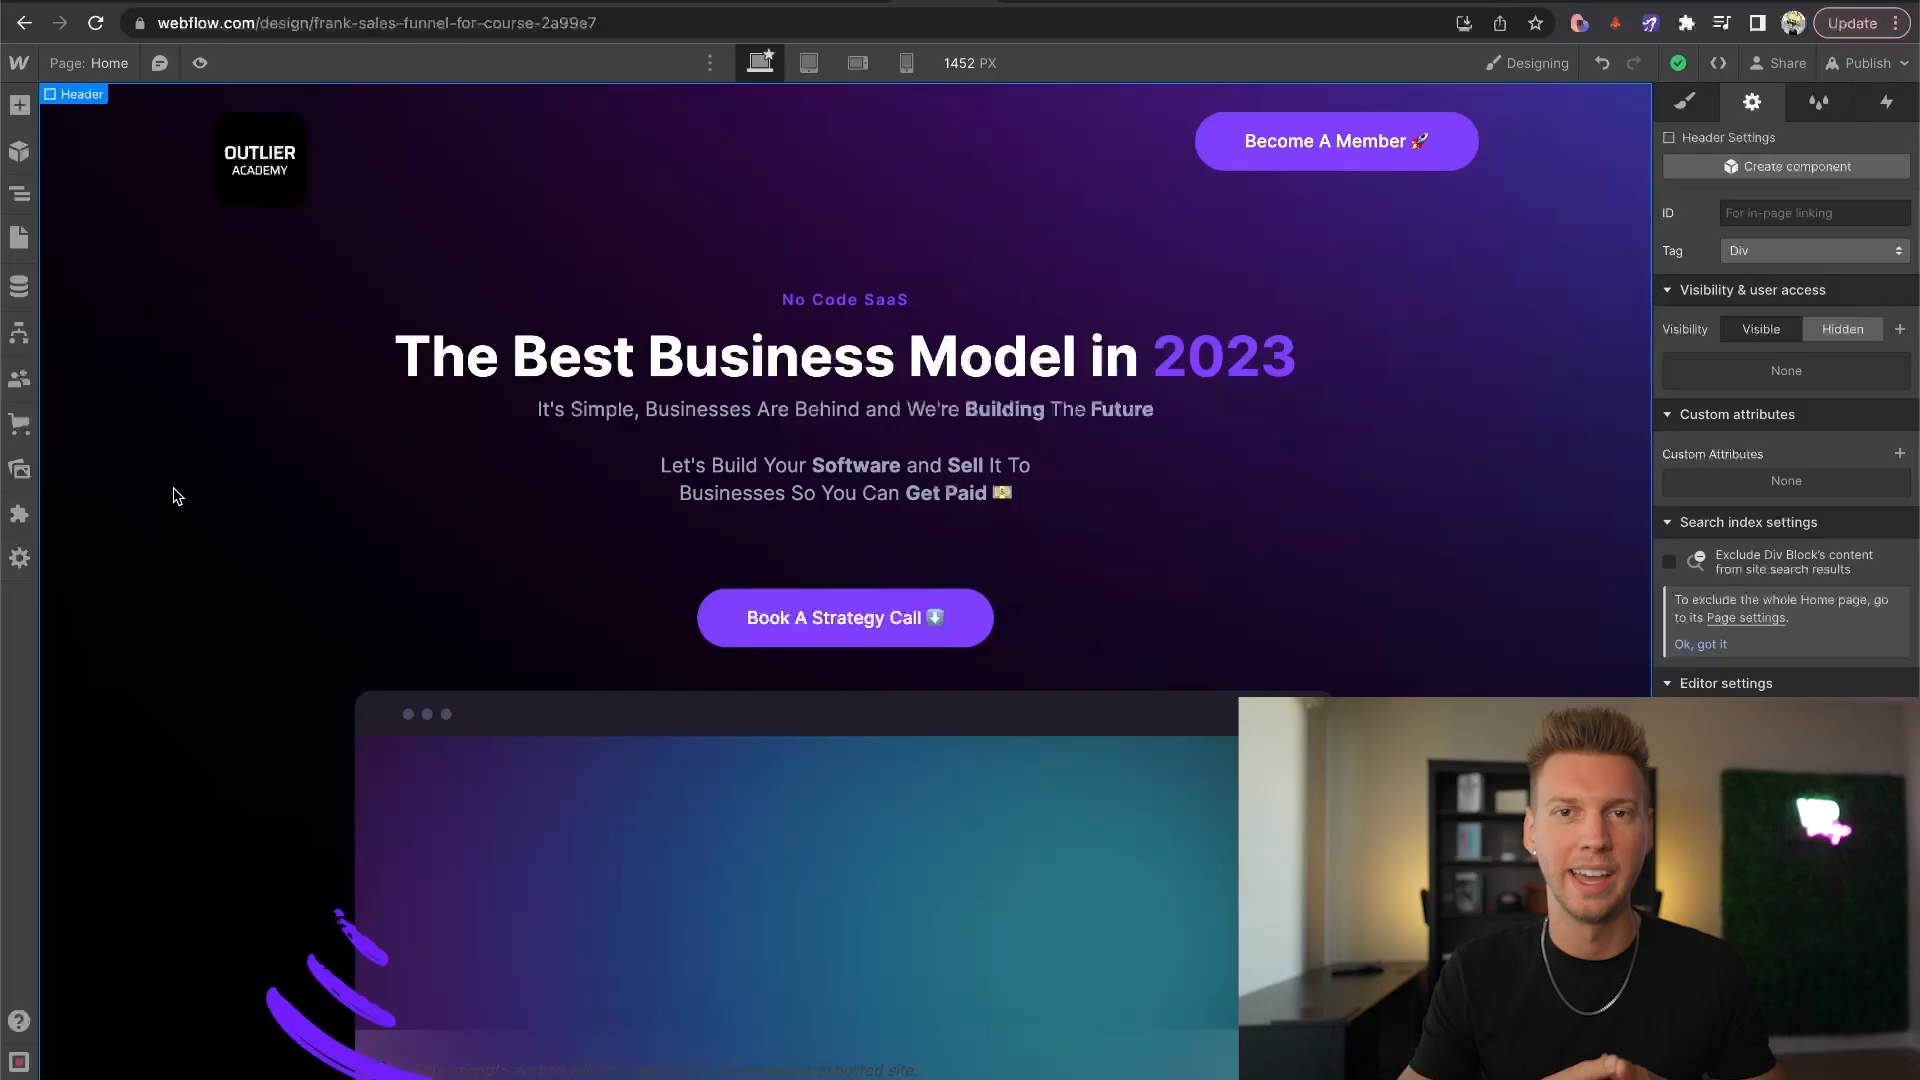 webflow.com/design/frank-sales-funnel-for-course-2a99e7
Update
Page: Home
1452 PX
Designing
Share
Publish
Header
OUTLIER
ACADEMY
Become A Member 🚀
No Code SaaS
The Best Business Model in 2023
It's Simple, Businesses Are Behind and We're Building The Future
Let's Build Your Software and Sell It To
Businesses So You Can Get Paid 💵
Book A Strategy Call ⬇️
Header Settings
Create component
ID
For in-page linking
Tag
Div
Visibility & user access
Visibility
Visible
Hidden
None
Custom attributes
Custom Attributes
None
Search index settings
Exclude Div Block's content
from site search results
To exclude the whole Home page, go
to its Page settings.
Ok, got it
Editor settings